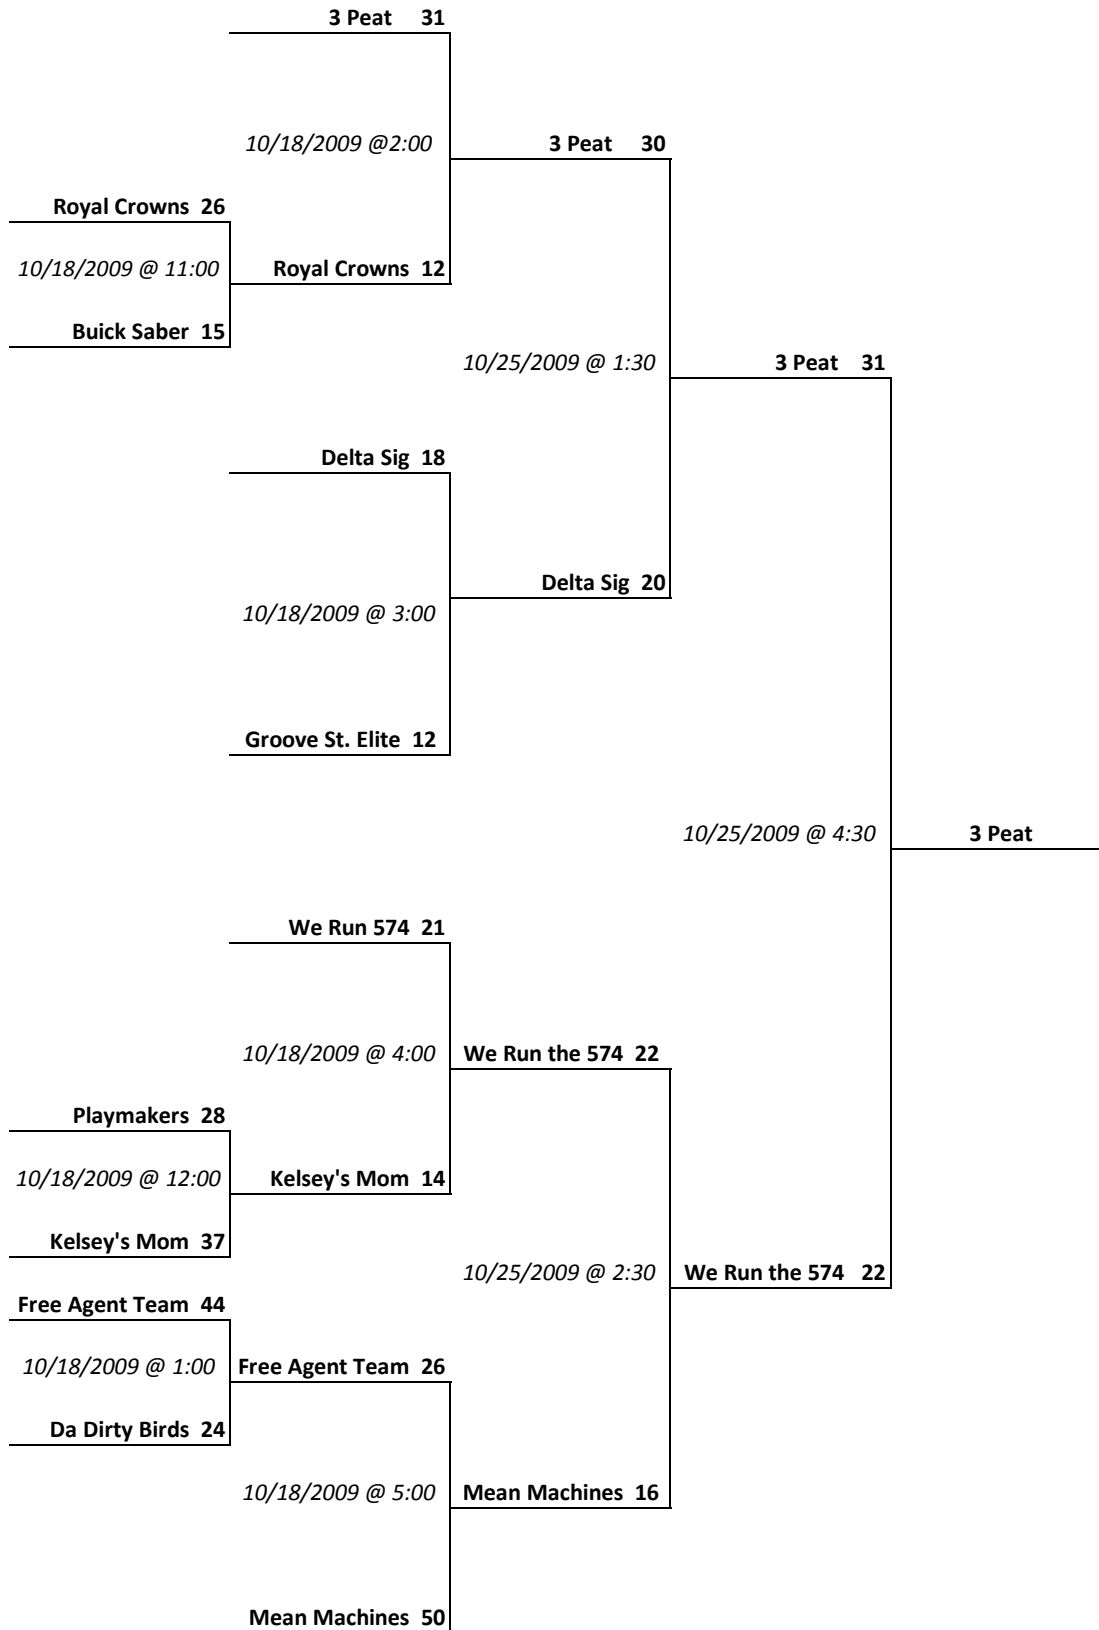 3 Peat 31
10/18/2009 @2:00 3 Peat 30
Royal Crowns 26
10/18/2009 @ 11:00 Royal Crowns 12
Buick Saber 15
10/25/2009 @ 1:30 3 Peat 31
Delta Sig 18
Delta Sig 20
10/18/2009 @ 3:00
Groove St. Elite 12
10/25/2009 @ 4:30 3 Peat
We Run 574 21
10/18/2009 @ 4:00 We Run the 574 22
Playmakers 28
10/18/2009 @ 12:00 Kelsey's Mom 14
Kelsey's Mom 37
10/25/2009 @ 2:30 We Run the 574 22
Free Agent Team 44
10/18/2009 @ 1:00 Free Agent Team 26
Da Dirty Birds 24
10/18/2009 @ 5:00 Mean Machines 16
Mean Machines 50